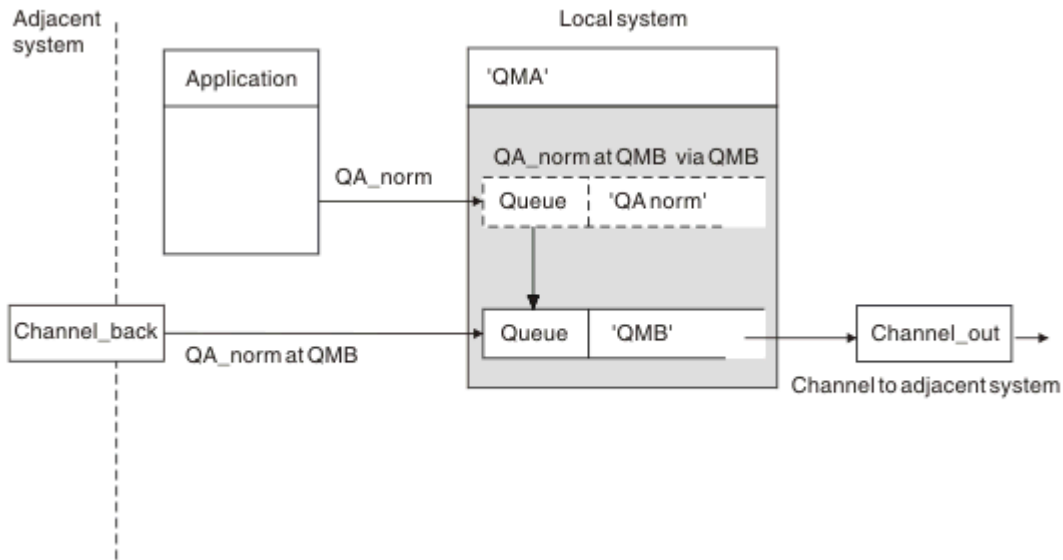 Adjacent
system
Local system
Application
'QMA'
QA_norm at QMB via QMB
QA_norm
Queue
'QA norm'
Channel_back
QA_norm at QMB
Queue
'QMB'
Channel_out
Channel to adjacent system